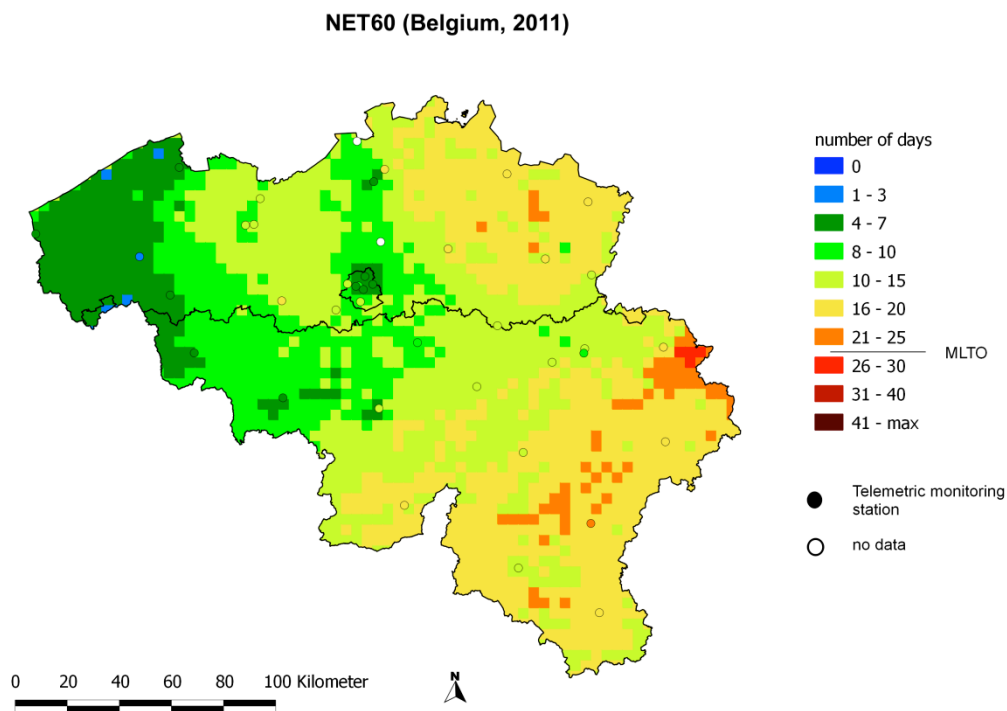 NET60 (Belgium, 2011)
number of days
0
1 - 3
4 - 7
8 - 10
10 - 15
16 - 20
21 - 25
MLTO
26 - 30
31 - 40
41 - max
Telemetric monitoring
station
no data
0 20 40 60 80 100 Kilometer
N